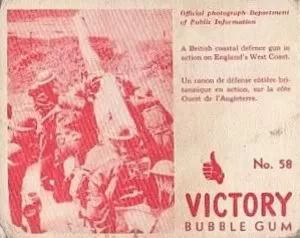 Official photograph-Department
of Public Information
A British coastal defence gun in
action on England's West Coast.
Un canon de défense côtière bri-
tannique en action, sur la côte
Ouest de l'Angleterra.
No. 58
VICTORY
BUBBLE GUM